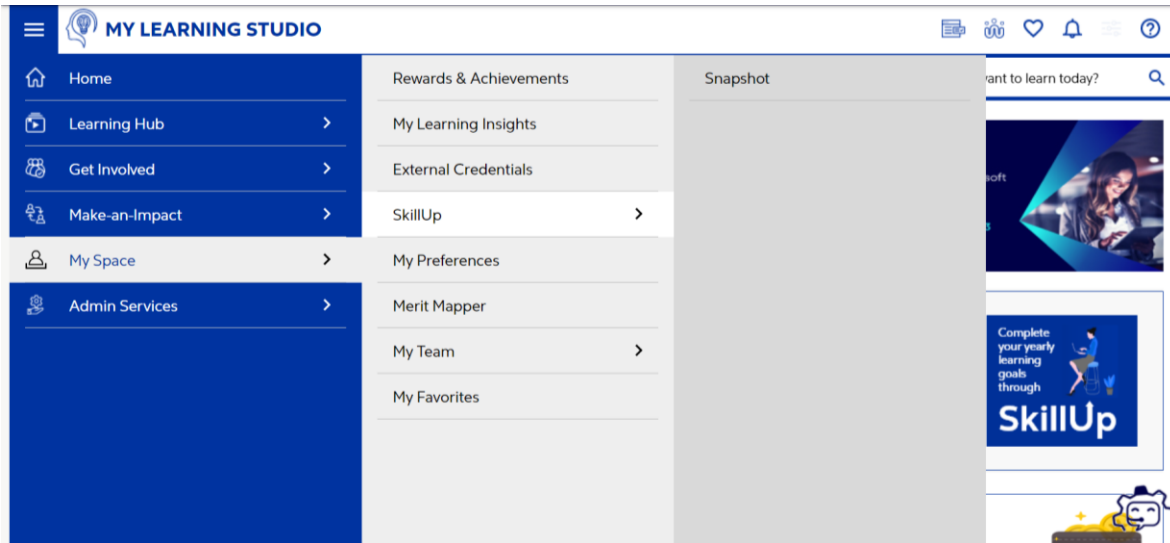 MY LEARNING STUDIO
Home
Learning Hub
Get Involved
Make-an-Impact
My Space
Admin Services
Rewards & Achievements
My Learning Insights
External Credentials
SkillUp
My Preferences
Merit Mapper
My Team
My Favorites
Snapshot
to learn today?
Complete
your yearly
learning
goals
through
SkillUp